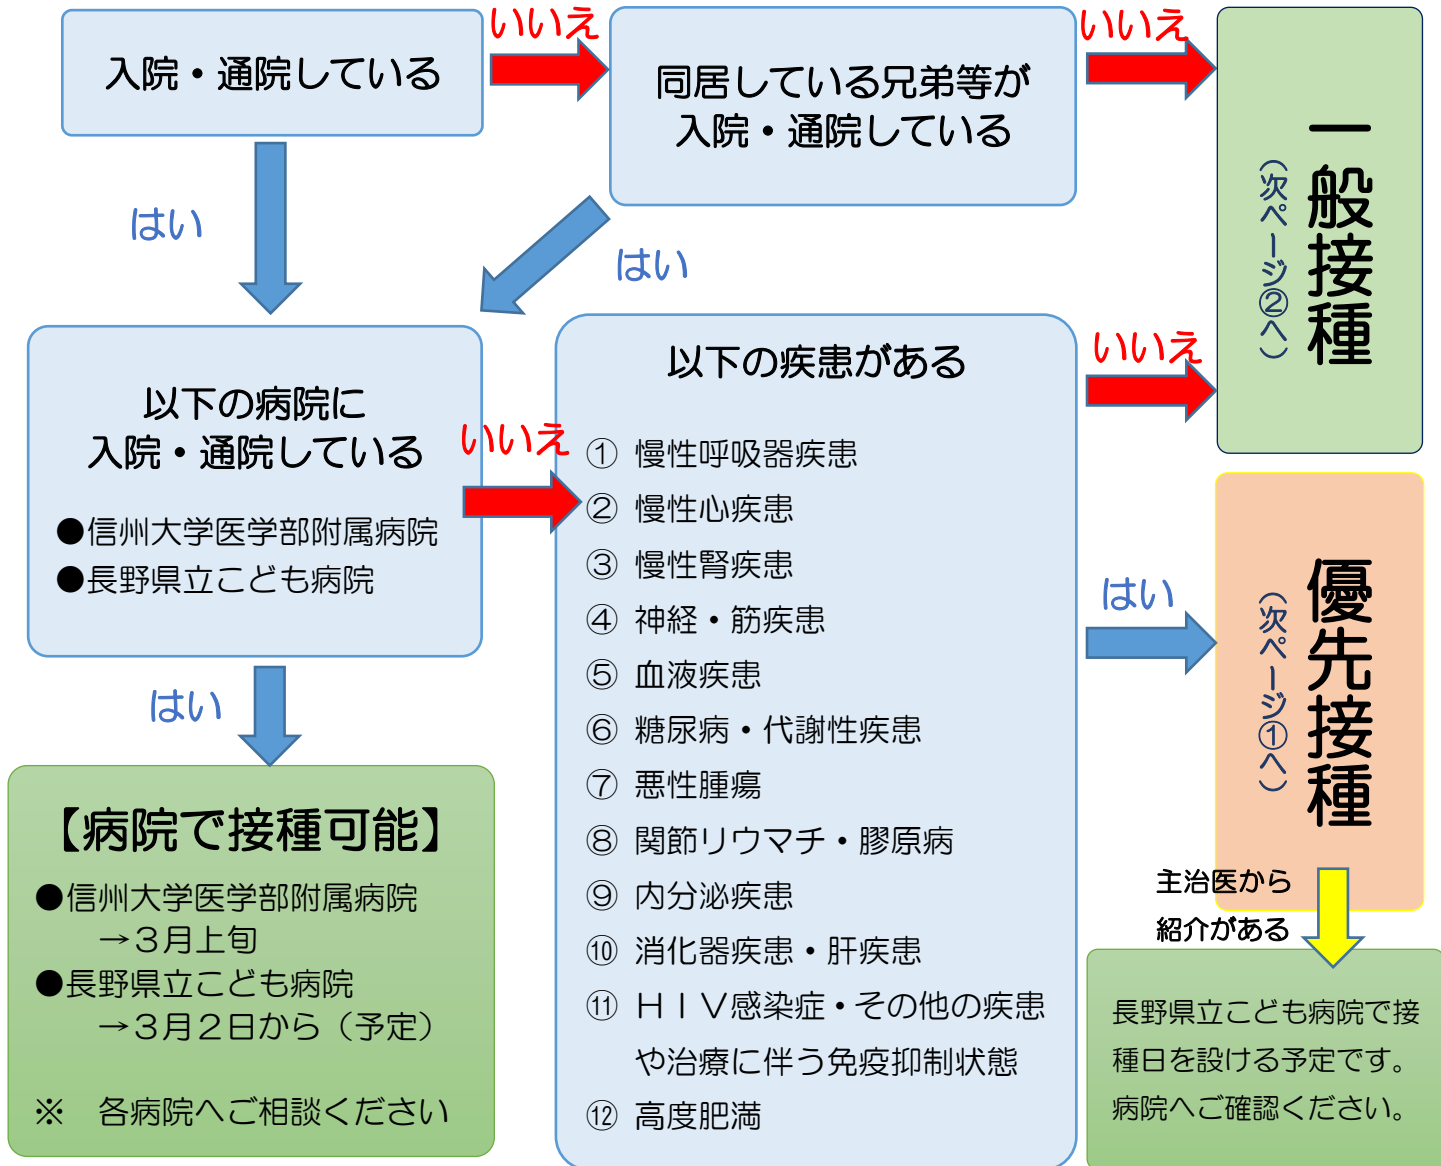 入院・通院している
いいえ
同居している兄弟等が
入院・通院している
いいえ
一般接種
（次ページ②へ）
はい
はい
以下の病院に
入院・通院している
●信州大学医学部附属病院
●長野県立こども病院
いいえ
以下の疾患がある
① 慢性呼吸器疾患
② 慢性心疾患
③ 慢性腎疾患
④ 神経・筋疾患
⑤ 血液疾患
⑥ 糖尿病・代謝性疾患
⑦ 悪性腫瘍
⑧ 関節リウマチ・膠原病
⑨ 内分泌疾患
⑩ 消化器疾患・肝疾患
⑪ ＨＩＶ感染症・その他の疾患
や治療に伴う免疫抑制状態
⑫ 高度肥満
いいえ
はい
優先接種
（次ページ①へ）
はい
【病院で接種可能】
●信州大学医学部附属病院
→３月上旬
●長野県立こども病院
→３月２日から（予定）
※　各病院へご相談ください
主治医から
紹介がある
長野県立こども病院で接
種日を設ける予定です。
病院へご確認ください。